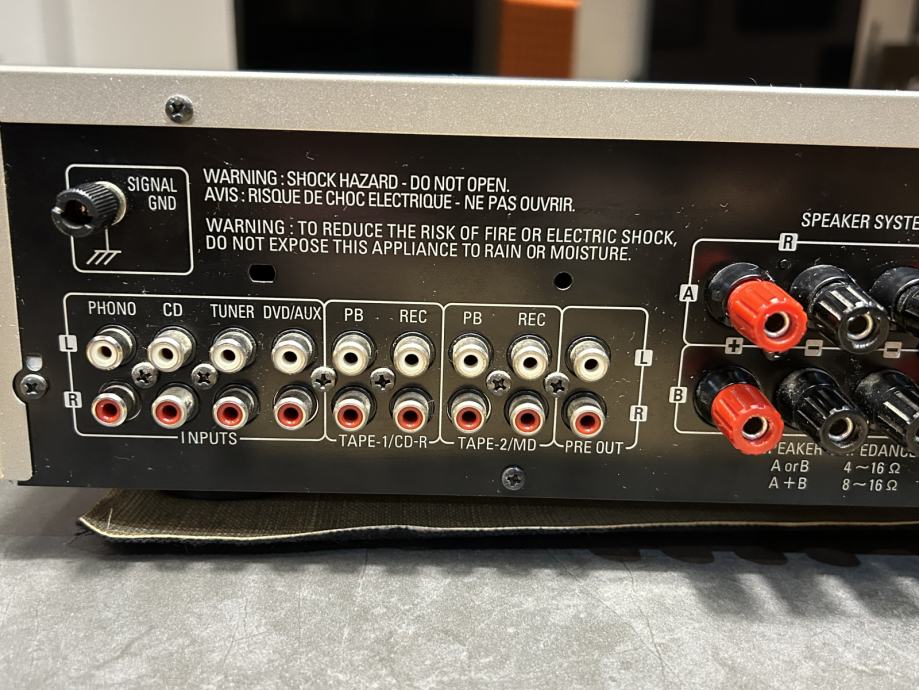 SIGNAL
GND
WARNING : SHOCK HAZARD - DO NOT OPEN.
AVIS : RISQUE DE CHOC ELECTRIQUE - NE PAS OUVRIR.
WARNING : TO REDUCE THE RISK OF FIRE OR ELECTRIC SHOCK,
DO NOT EXPOSE THIS APPLIANCE TO RAIN OR MOISTURE.
SPEAKER
R
A
+ - -
B
A or B 4~16 Ω
A + B 8~16 Ω
PHONO CD TUNER DVD/AUX PB REC PB REC
L L
R R
INPUTS TAPE-1/CD-R TAPE-2/MD PRE OUT